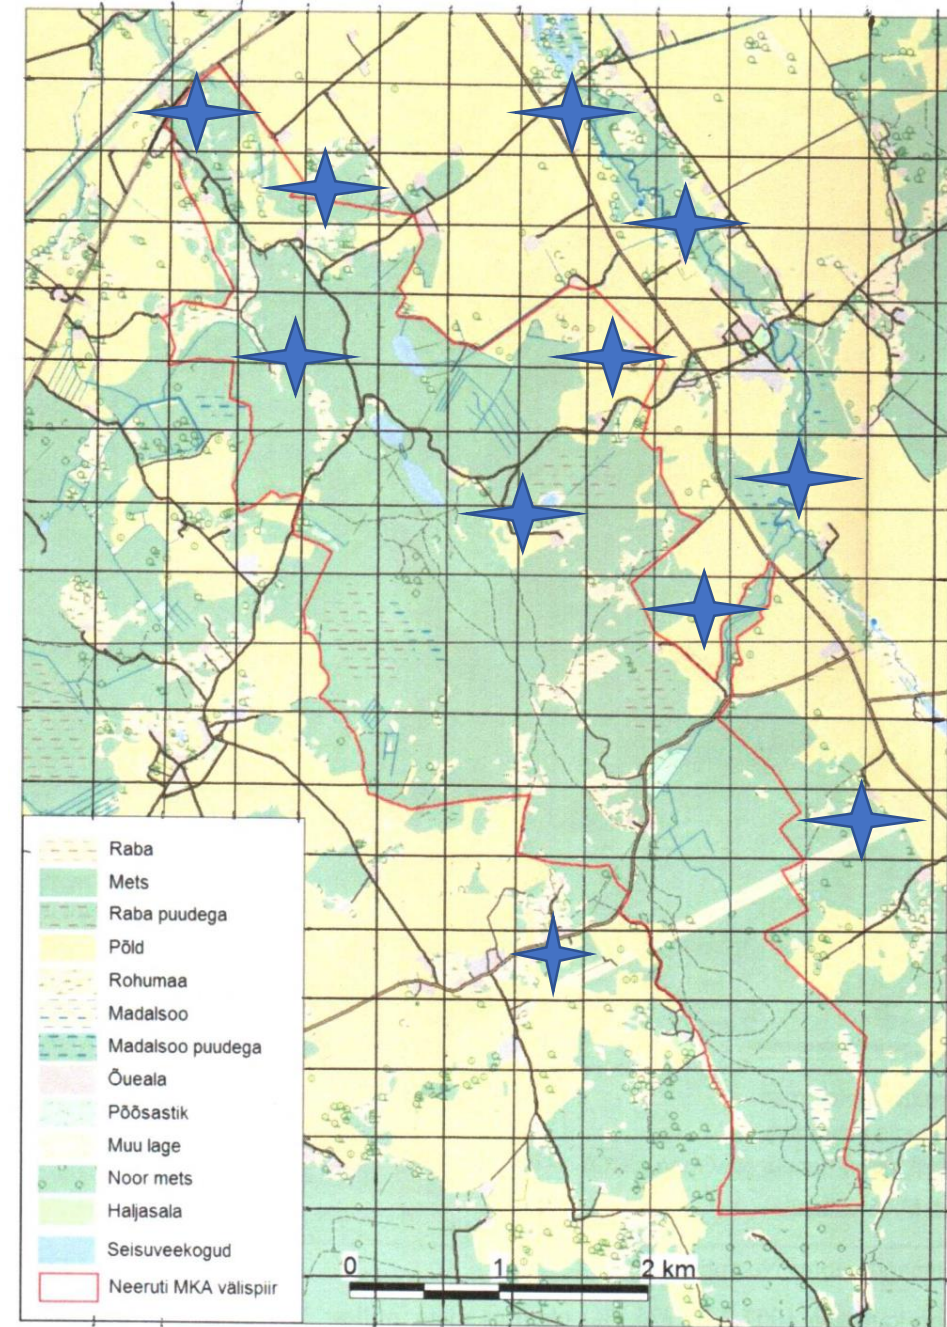 Raba
Mets
Raba puudega
Põld
Rohumaa
Madalsoo
Madalsoo puudega
Õueala
Põõsastik
Muu lage
Noor mets
Haljasala
Seisuveekogud
Neeruti MKA välispiir
0 1 2 km